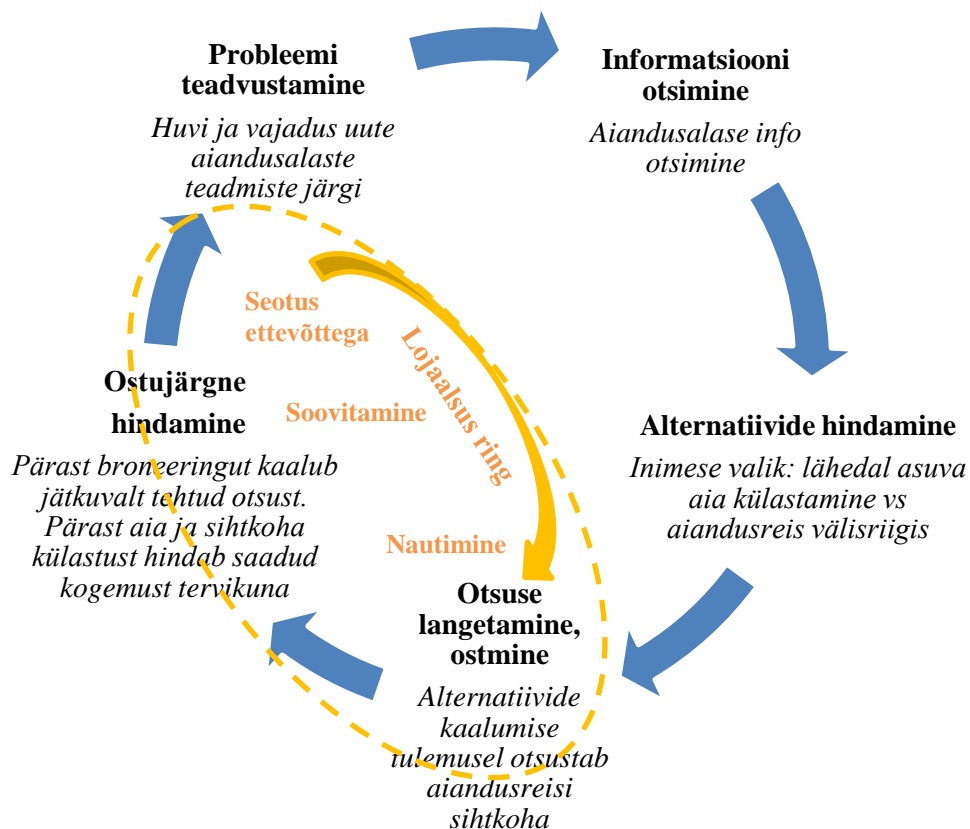 Probleemi
teadvustamine
Huvi ja vajadus uute
aiandusalaste
teadmiste järgi
Informatsiooni
otsimine
Aiandusalase info
otsimine
Alternatiivide hindamine
Inimese valik: lähedal asuva
aia külastamine vs
aiandusreis välisriigis
Otsuse
langetamine,
ostmine
Alternatiivide
kaalumise
tulemusel otsustab
aiandusreisi
sihtkoha
Ostujärgne
hindamine
Pärast broneeringut kaalub
jätkuvalt tehtud otsust.
Pärast aia ja sihtkoha
külastust hindab saadud
kogemust tervikuna
Seotus
ettevõttega
Soovitamine
Nautimine
Lojaalsus ring